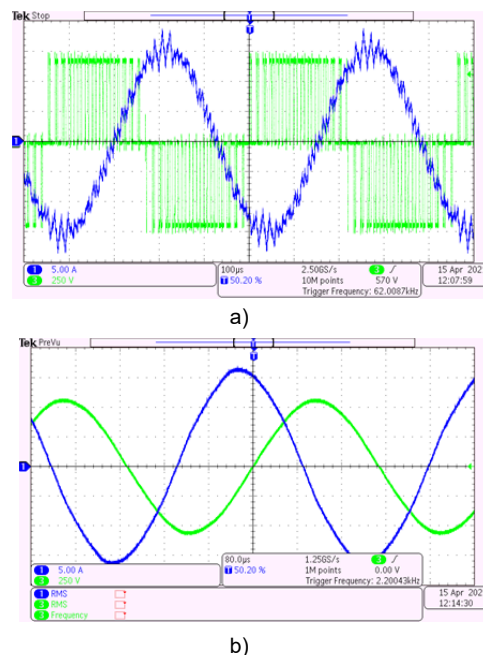 Tek Stop
T
1
1 5.00 A
3 250 V
100µs
T 50.20 %
2.50GS/s
10M points
3
570 V
Trigger Frequency: 62.0087kHz
15 Apr 202
12:07:59
a)
Tek PreVu
T
1
1 5.00 A
3 250 V
80.0µs
T 50.20 %
1.25GS/s
1M points
3
0.00 V
Trigger Frequency: 2.20043kHz
1 RMS
3 RMS
3 Frequency
15 Apr 202
12:14:30
b)